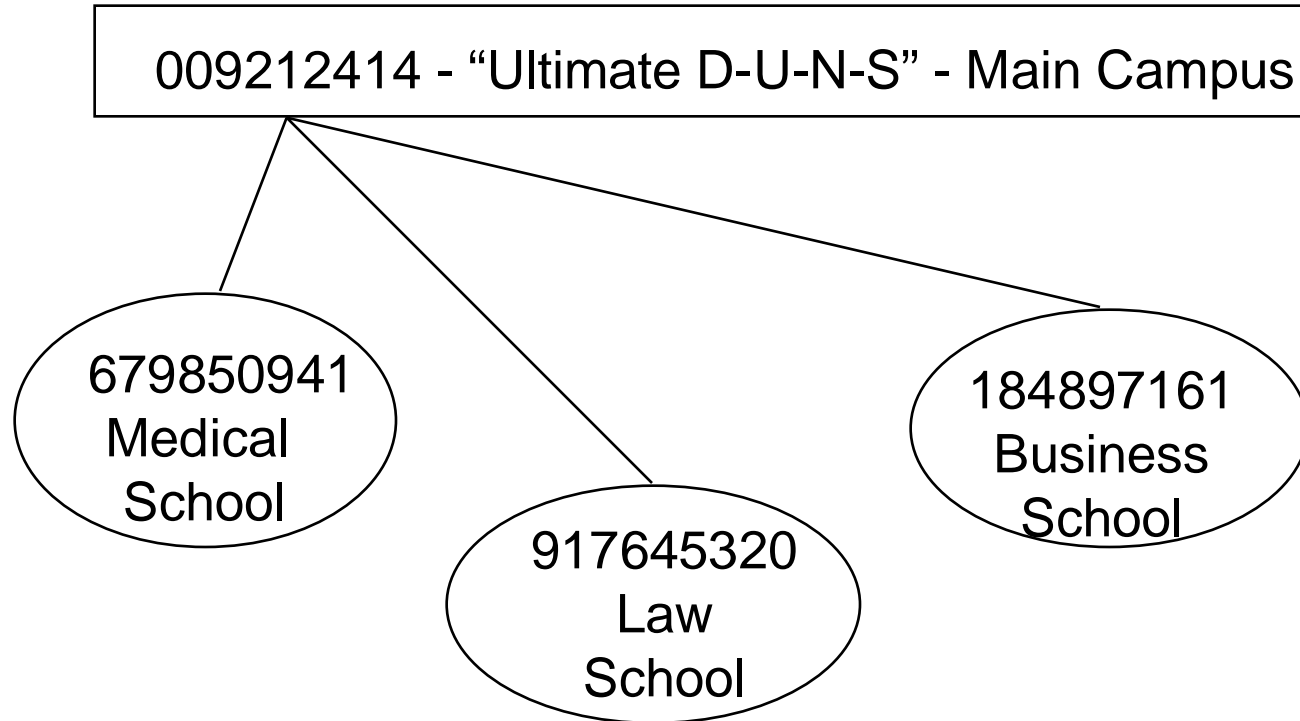 009212414 - “Ultimate D-U-N-S” - Main Campus
679850941
Medical
School
184897161
Business
School
917645320
Law
School